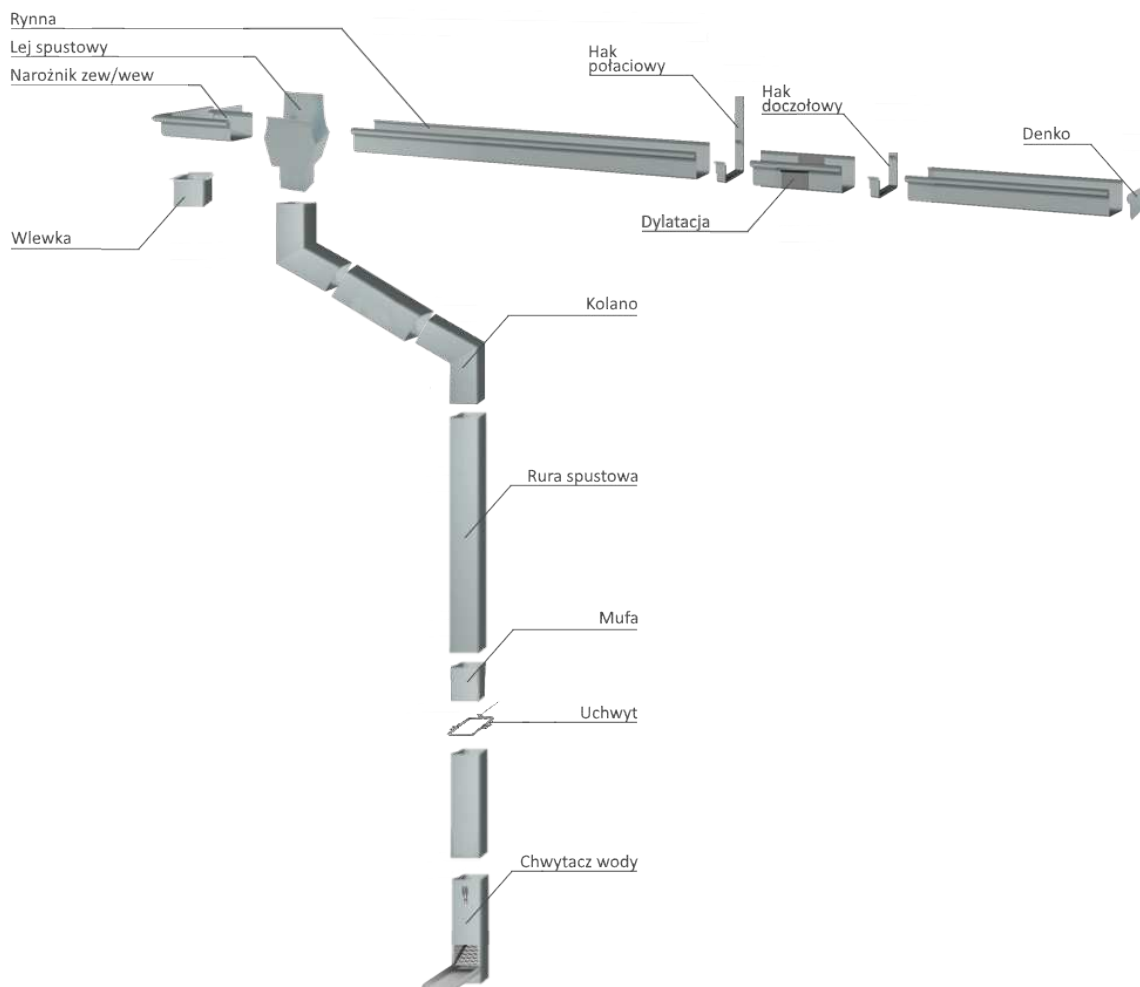 Rynna
Lej spustowy
Narożnik zew/wew
Hak
połaciowy
Hak
doczołowy
Denko
Wlewka
Dylatacja
Kolano
Rura spustowa
Mufa
Uchwyt
Chwytacz wody